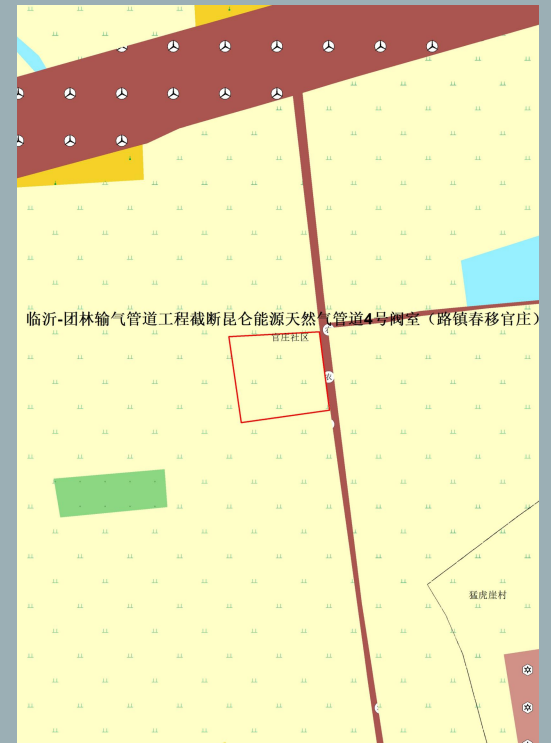 临沂-团林输气管道工程截断昆仑能源天然气管道4号阀室（路镇春移官庄）
官庄社区
农
猛虎崖村